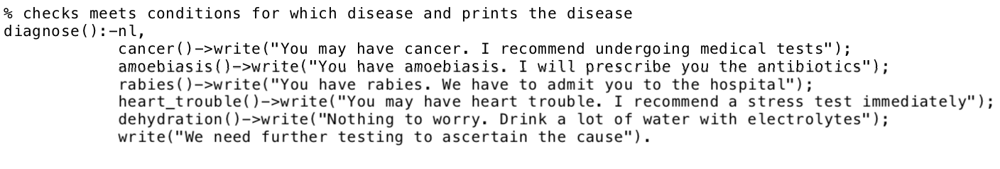 % checks meets conditions for which disease and prints the disease
diagnose():-nl,
cancer()->write("You may have cancer. I recommend undergoing medical tests");
amoebiasis()->write("You have amoebiasis. I will prescribe you the antibiotics");
rabies()->write("You have rabies. We have to admit you to the hospital");
heart_trouble()->write("You may have heart trouble. I recommend a stress test immediately");
dehydration()->write("Nothing to worry. Drink a lot of water with electrolytes");
write("We need further testing to ascertain the cause").